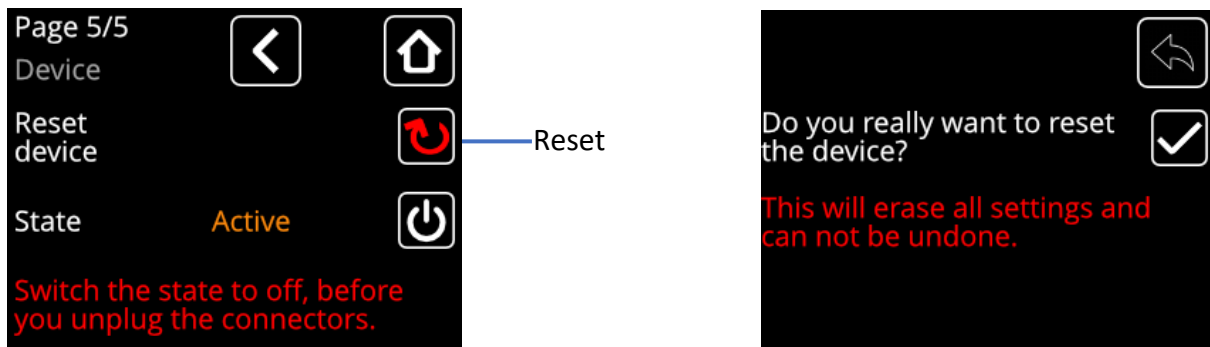 Page 5/5
Device
Reset
device
Reset
State
Active
Switch the state to off, before
you unplug the connectors.
Do you really want to reset
the device?
This will erase all settings and
can not be undone.